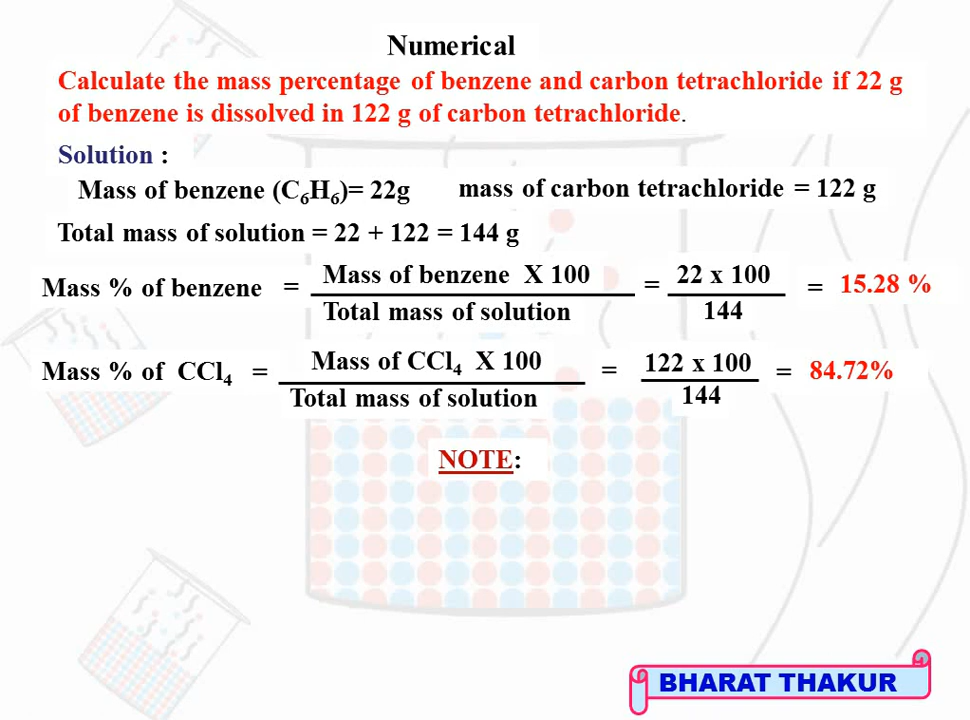 Numerical
Calculate the mass percentage of benzene and carbon tetrachloride if 22 g
of benzene is dissolved in 122 g of carbon tetrachloride.
Solution :
Mass of benzene (C₆H₆)= 22g mass of carbon tetrachloride = 122 g
Total mass of solution = 22 + 122 = 144 g
Mass % of benzene = Mass of benzene X 100 = 22 x 100 = 15.28 %
Total mass of solution 144
Mass % of CCl₄ = Mass of CCl₄ X 100 = 122 x 100 = 84.72%
Total mass of solution 144
NOTE:
BHARAT THAKUR